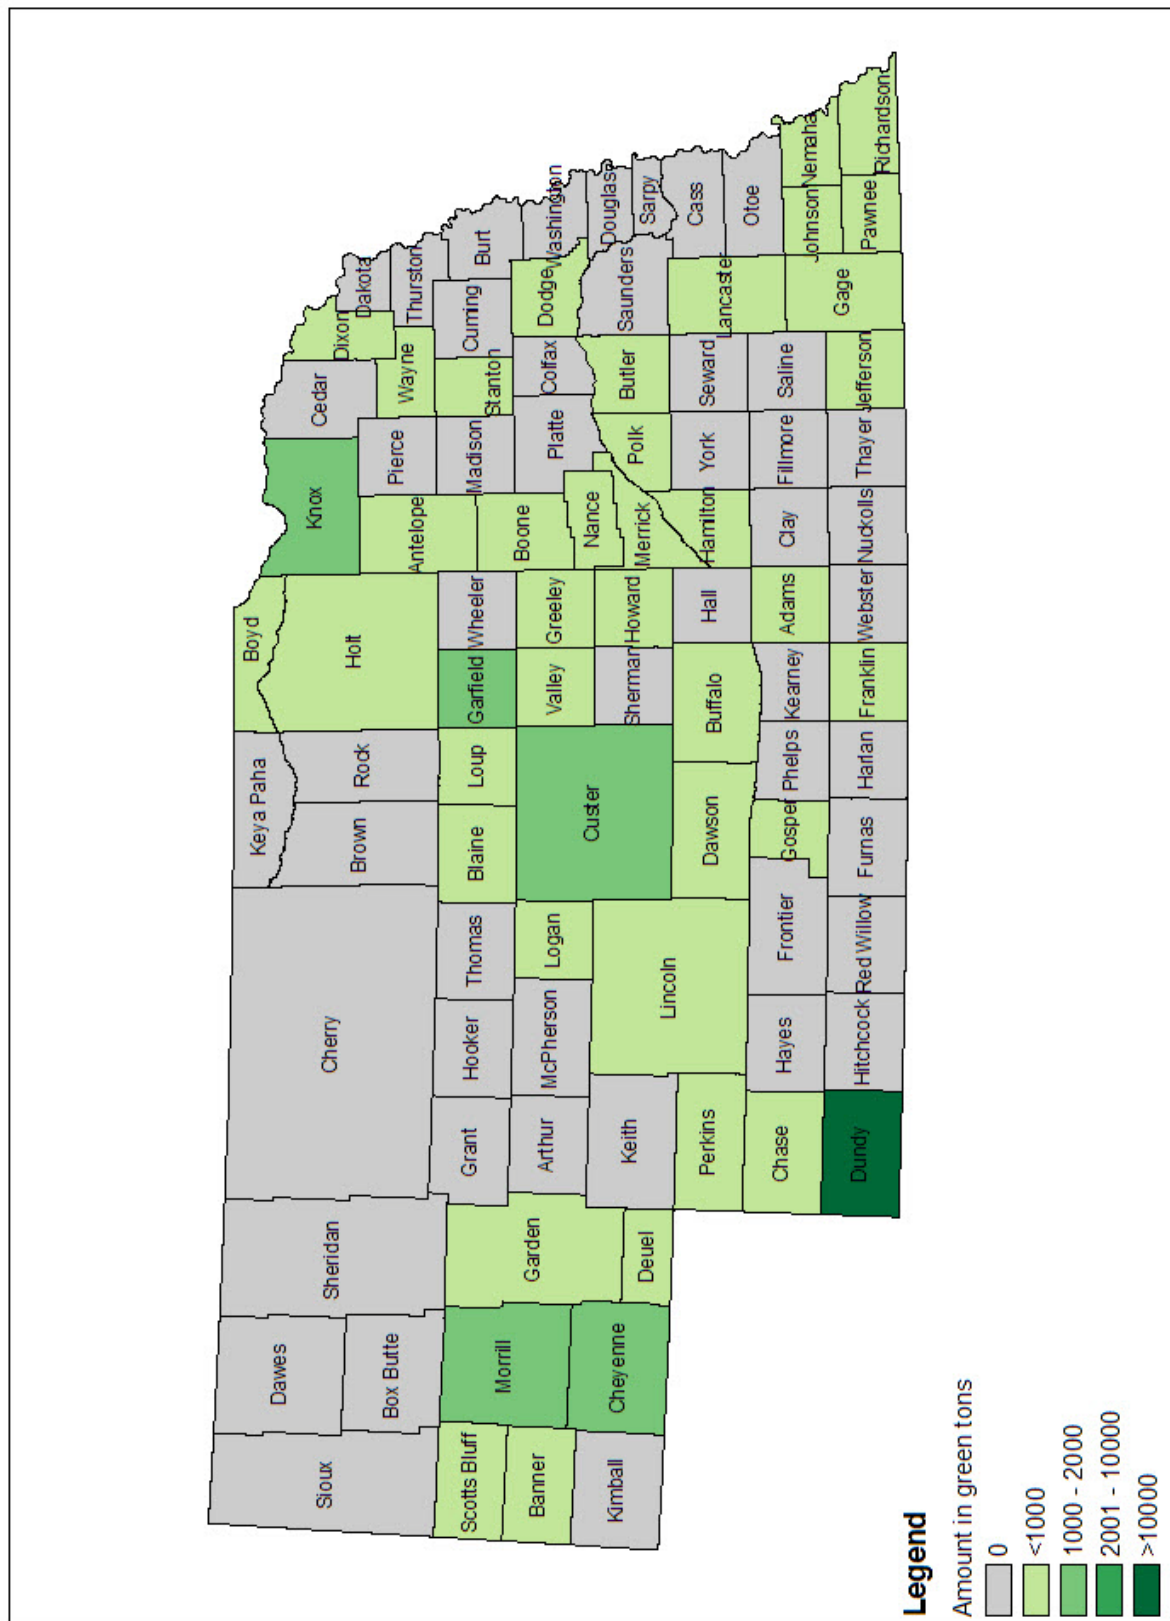 Sioux
Dawes
Box Butte
Sheridan
Cherry
Keya Paha
Boyd
Brown
Rock
Holt
Knox
Cedar
Dixon
Dakota
Pierce
Wayne
Thurston
Antelope
Madison
Stanton
Cuming
Burt
Scotts Bluff
Banner
Kimball
Morrill
Cheyenne
Garden
Deuel
Grant
Hooker
Thomas
Blaine
Loup
Garfield
Wheeler
Boone
Platte
Colfax
Dodge
Washington
Arthur
McPherson
Logan
Custer
Valley
Greeley
Nance
Butler
Saunders
Douglas
Sarpy
Keith
Lincoln
Sherman
Howard
Merrick
Polk
Cass
Perkins
Dawson
Buffalo
Hall
Hamilton
York
Seward
Lancaster
Otoe
Chase
Hayes
Frontier
Gosper
Phelps
Kearney
Adams
Clay
Fillmore
Saline
Gage
Johnson
Nemaha
Dundy
Hitchcock
Red Willow
Furnas
Harlan
Franklin
Webster
Nuckolls
Thayer
Jefferson
Pawnee
Richardson
Legend
Amount in green tons
0
<1000
1000 - 2000
2001 - 10000
>10000